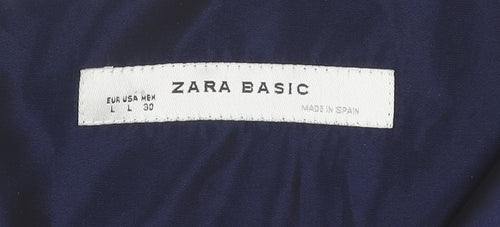 ZARA BASIC
EUR USA MEX
L L 30
MADE IN SPAIN